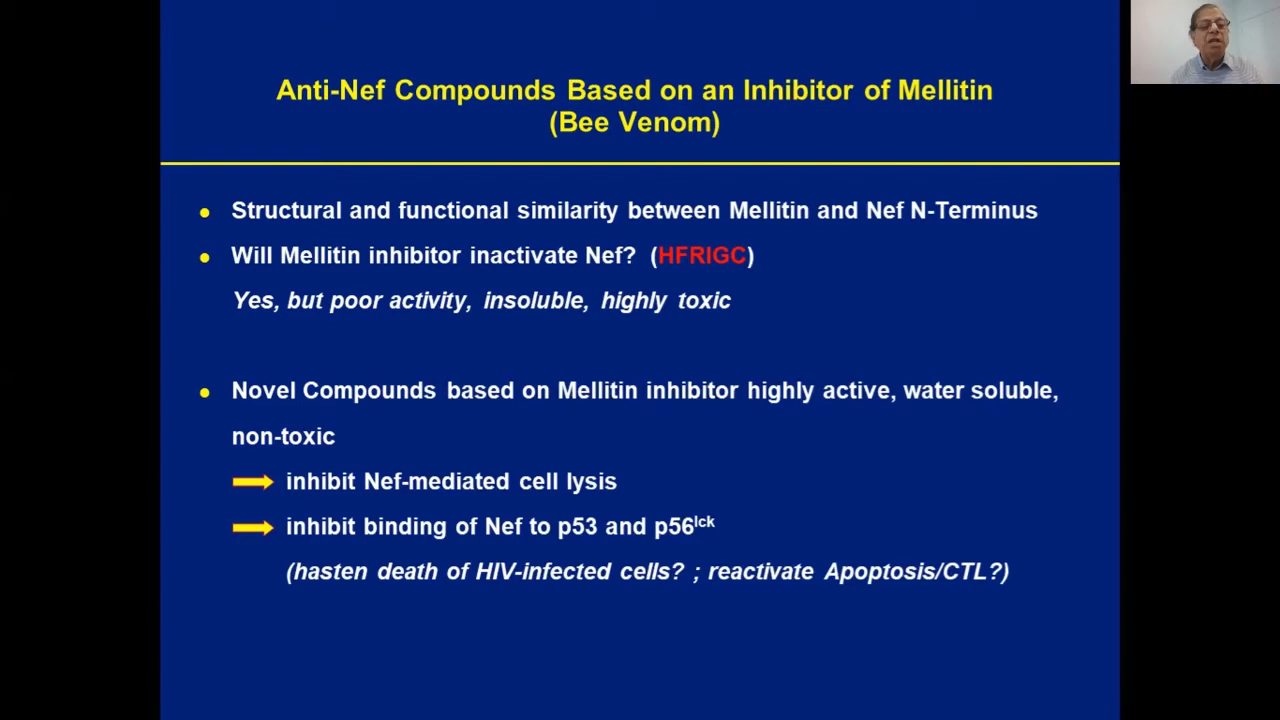 Anti-Nef Compounds Based on an Inhibitor of Mellitin
(Bee Venom)
Structural and functional similarity between Mellitin and Nef N-Terminus
Will Mellitin inhibitor inactivate Nef? (HFRIGC)
Yes, but poor activity, insoluble, highly toxic
Novel Compounds based on Mellitin inhibitor highly active, water soluble,
non-toxic
inhibit Nef-mediated cell lysis
inhibit binding of Nef to p53 and p56lck
(hasten death of HIV-infected cells? ; reactivate Apoptosis/CTL?)